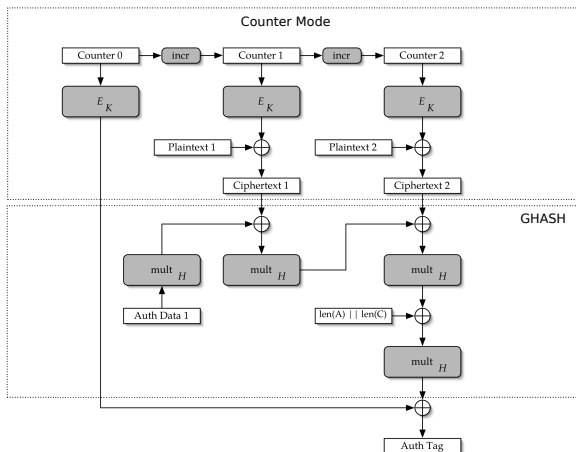 Counter Mode
Counter 0
incr
Counter 1
incr
Counter 2
E K
E K
E K
Plaintext 1
Plaintext 2
Ciphertext 1
Ciphertext 2
GHASH
mult H
mult H
mult H
Auth Data 1
len(A) || len(C)
mult H
Auth Tag